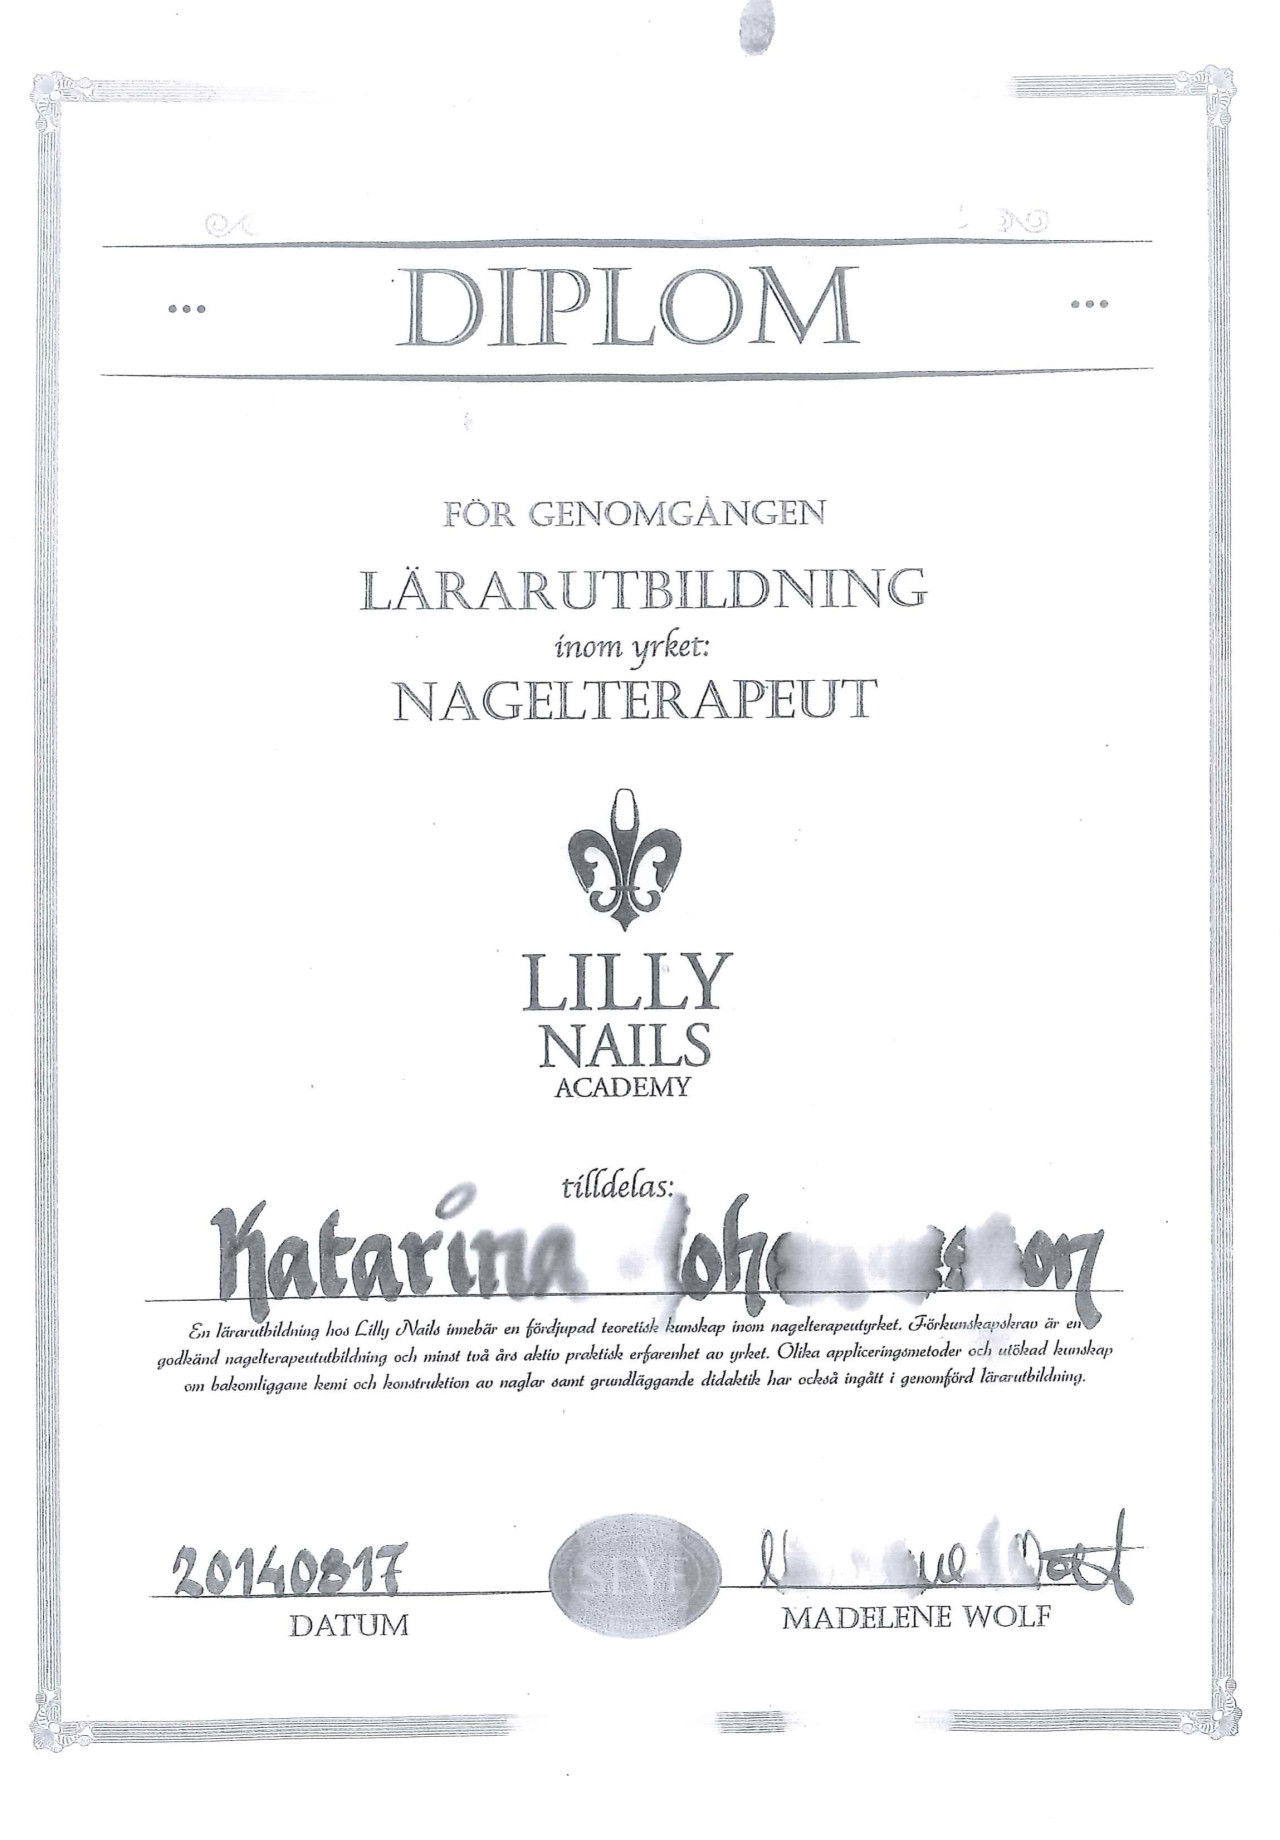 DIPLOM
FÖR GENOMGÅNGEN
LÄRARUTBILDNING
inom yrket:
NAGELTERAPEUT
LILLY
NAILS
ACADEMY
tilldelas:
Katarina
En lärarutbildning hos Lilly Nails innebär en fördjupad teoretisk kunskap inom nagelterapeutyrket. Förkunskapskrav är en
godkänd nagelterapeututbildning och minst två års aktiv praktisk erfarenhet av yrket. Olika appliceringsmetoder och utökad kunskap
om bakomliggane kemi och konstruktion av naglar samt grundläggande didaktik har också ingått i genomförd lärarutbildning.
20140817
DATUM
MADELENE WOLF